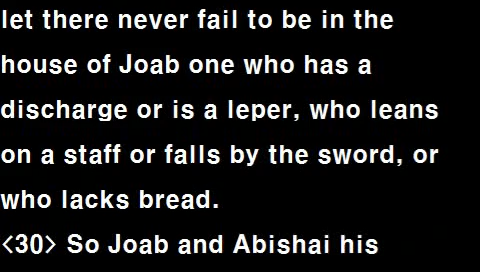 let there never fail to be in the
house of Joab one who has a
discharge or is a leper, who leans
on a staff or falls by the sword, or
who lacks bread.
<30> So Joab and Abishai his